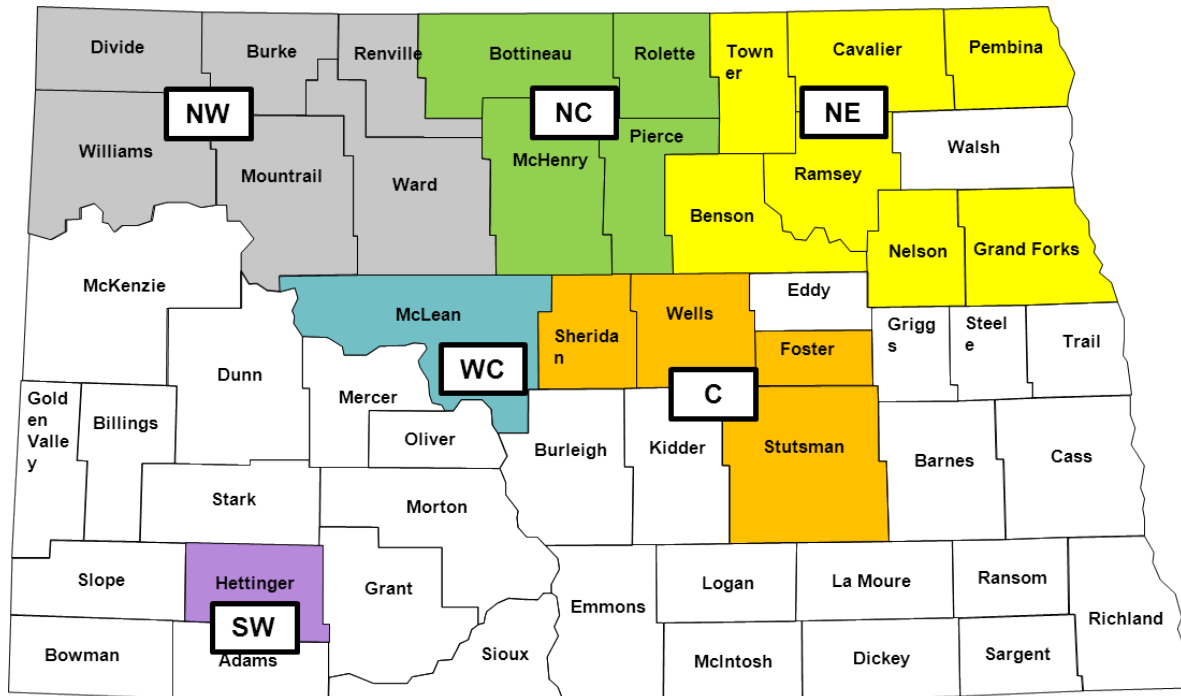 Divide
Burke
Renville
Bottineau
Rolette
Town
er
Cavalier
Pembina
NW
NC
NE
Williams
Mountrail
Ward
McHenry
Pierce
Ramsey
Walsh
Benson
Nelson
Grand Forks
McKenzie
McLean
Sherida
n
Wells
Eddy
Foster
Grigg
s
Steel
e
Trail
WC
C
Dunn
Mercer
Oliver
Gold
en
Valle
y
Billings
Burleigh
Kidder
Stutsman
Barnes
Cass
Stark
Morton
Slope
Hettinger
Grant
SW
Emmons
Logan
La Moure
Ransom
Richland
Bowman
Adams
Sioux
McIntosh
Dickey
Sargent